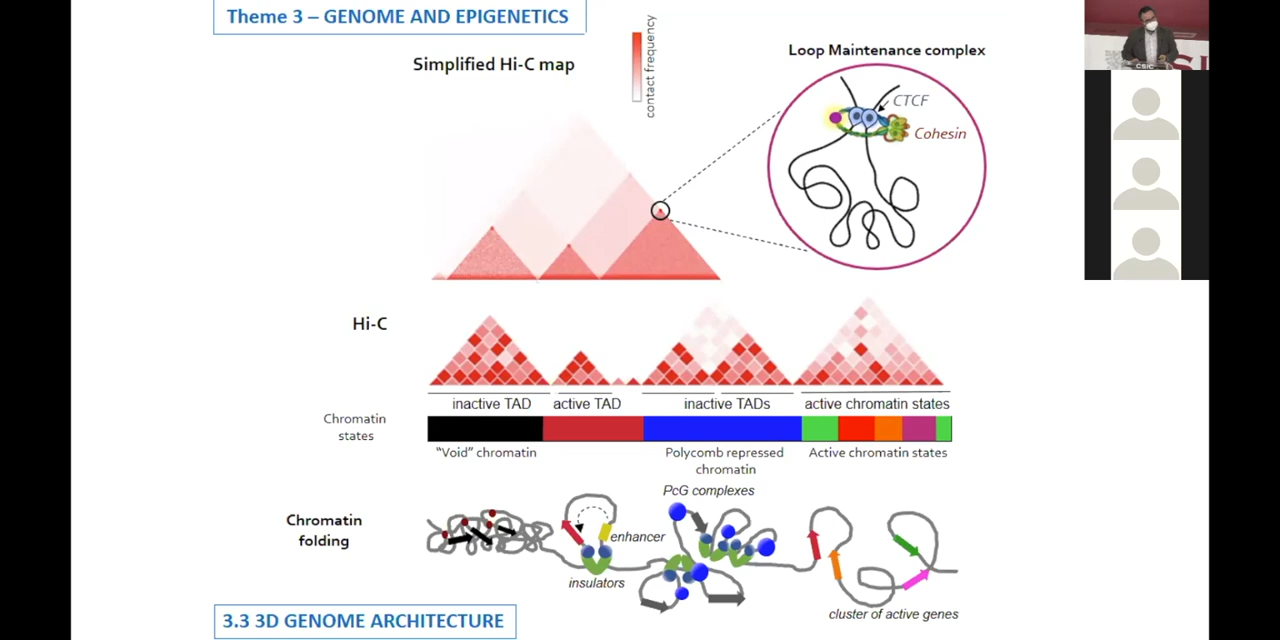 Theme 3 – GENOME AND EPIGENETICS
Simplified Hi-C map
contact frequency
Loop Maintenance complex
CTCF
Cohesin
CSIC
Hi-C
inactive TAD
active TAD
inactive TADs
active chromatin states
Chromatin
states
"Void" chromatin
Polycomb repressed
chromatin
Active chromatin states
PcG complexes
Chromatin
folding
enhancer
insulators
cluster of active genes
3.3 3D GENOME ARCHITECTURE